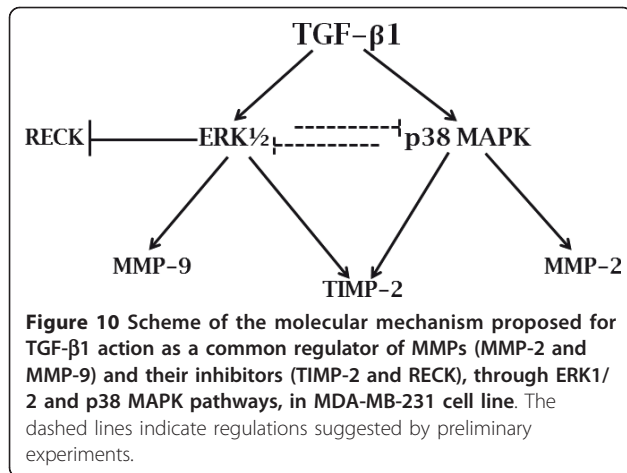 TGF-β1
RECK ERK½ p38 MAPK
MMP-9 TIMP-2 MMP-2
Figure 10 Scheme of the molecular mechanism proposed for
TGF-β1 action as a common regulator of MMPs (MMP-2 and
MMP-9) and their inhibitors (TIMP-2 and RECK), through ERK1/
2 and p38 MAPK pathways, in MDA-MB-231 cell line. The
dashed lines indicate regulations suggested by preliminary
experiments.